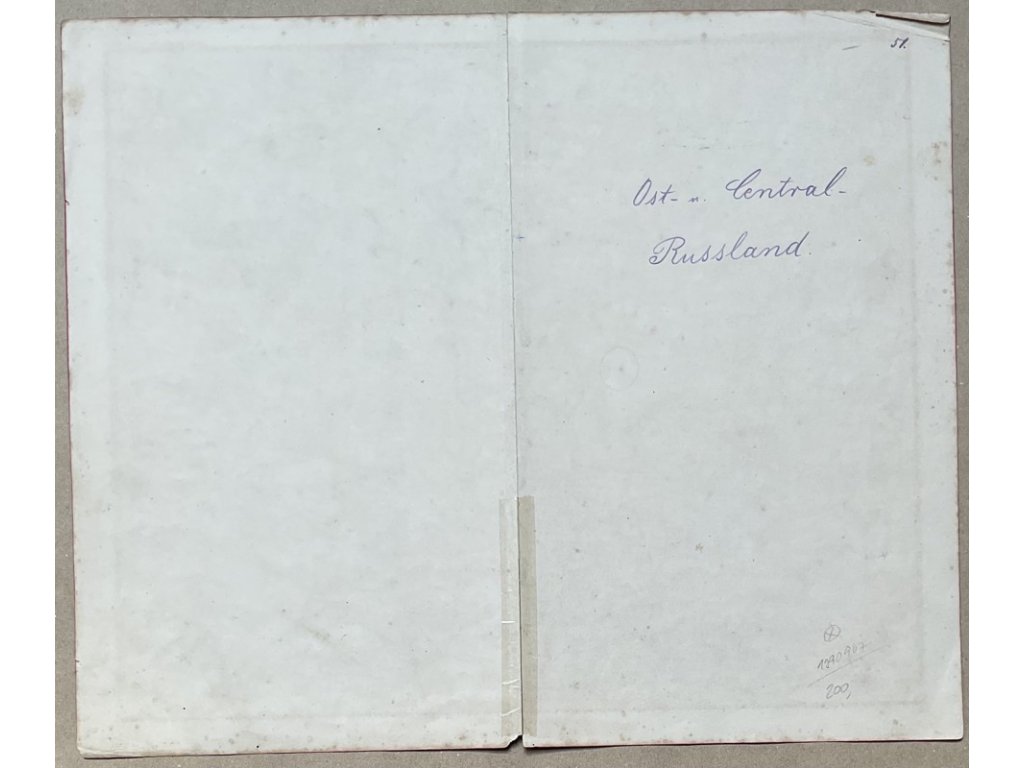 51.
Ost- u. Central-
Russland.
200,